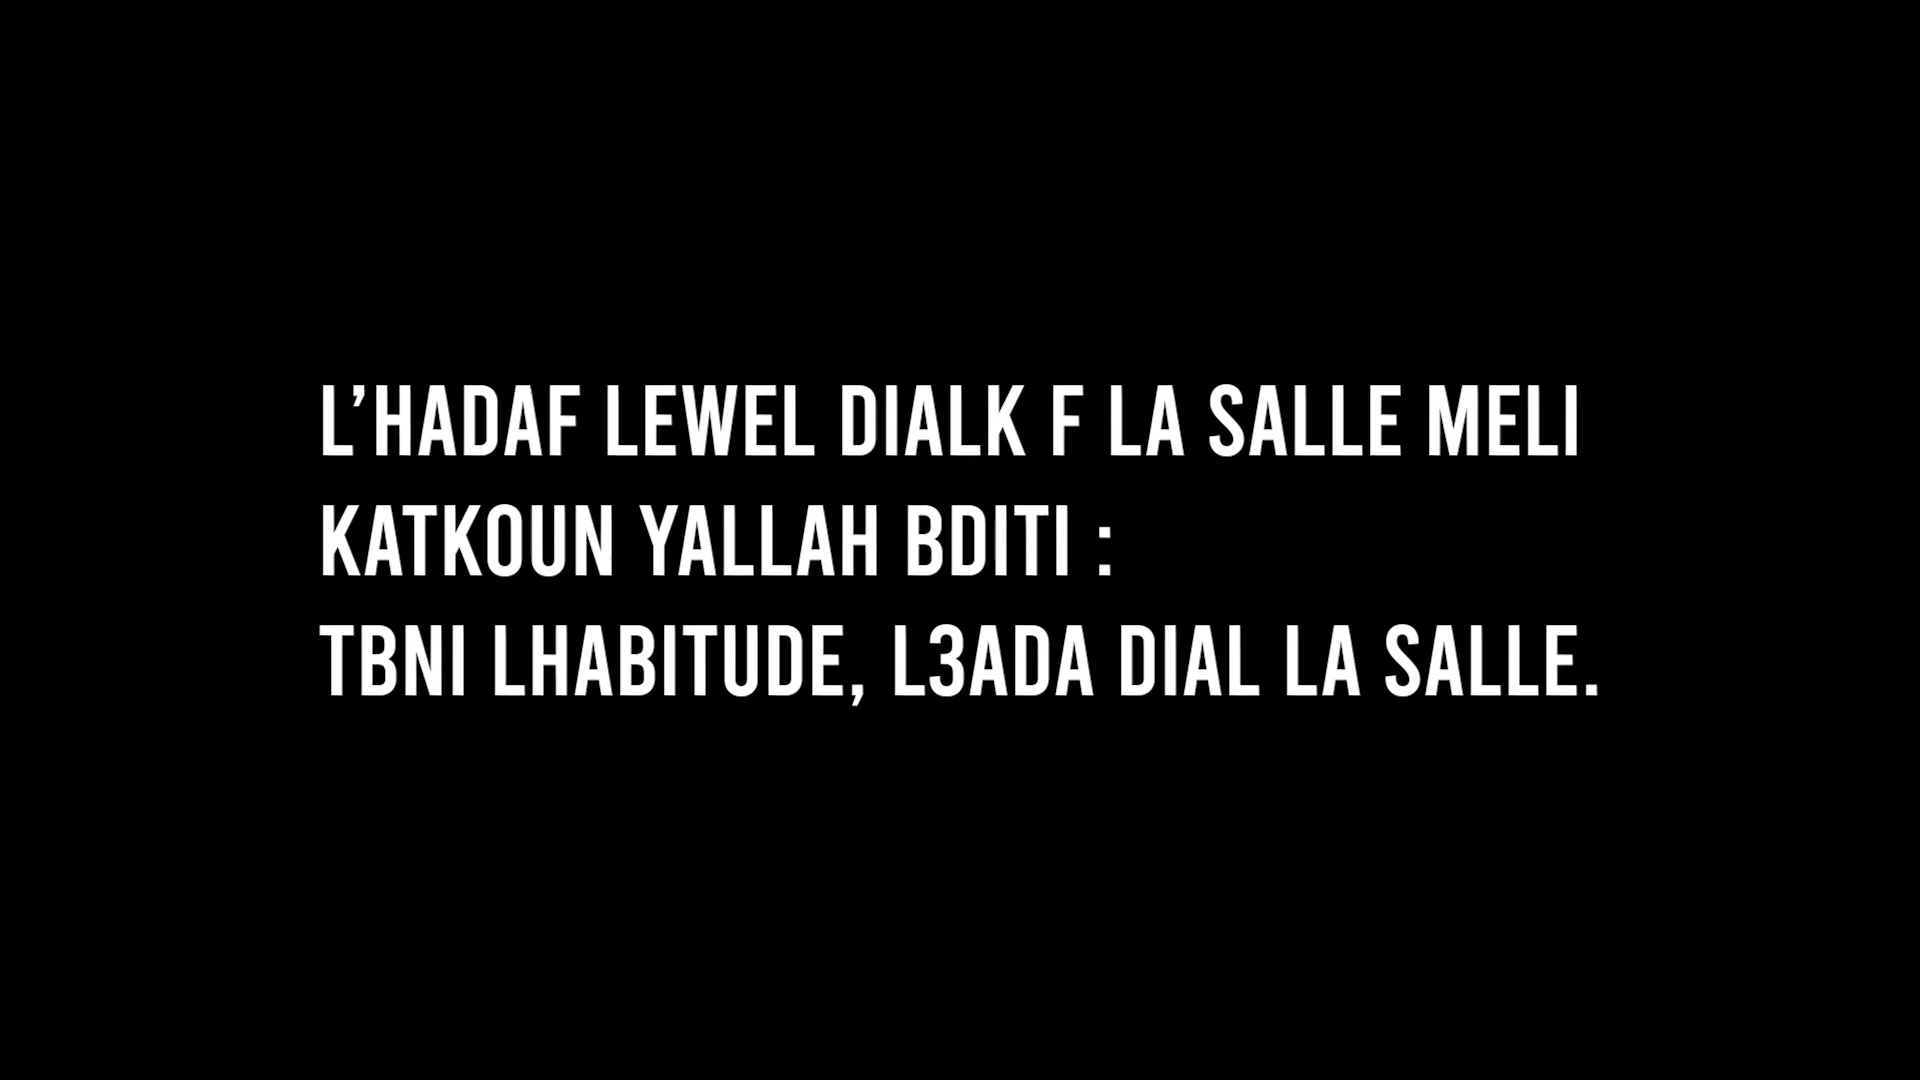 L’HADAF LEWEL DIALK F LA SALLE MELI
KATKOUN YALLAH BDITI :
TBNI LHABITUDE, L3ADA DIAL LA SALLE.